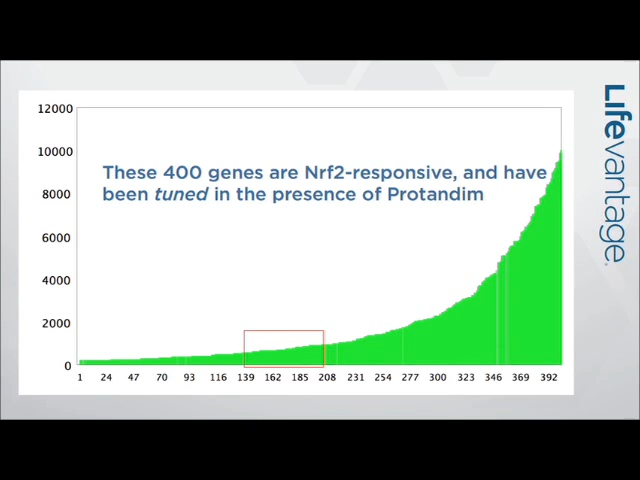 These 400 genes are Nrf2-responsive, and have
been tuned in the presence of Protandim
12000
10000
8000
6000
4000
2000
0
1 24 47 70 93 116 139 162 185 208 231 254 277 300 323 346 369 392
Lifevantage.